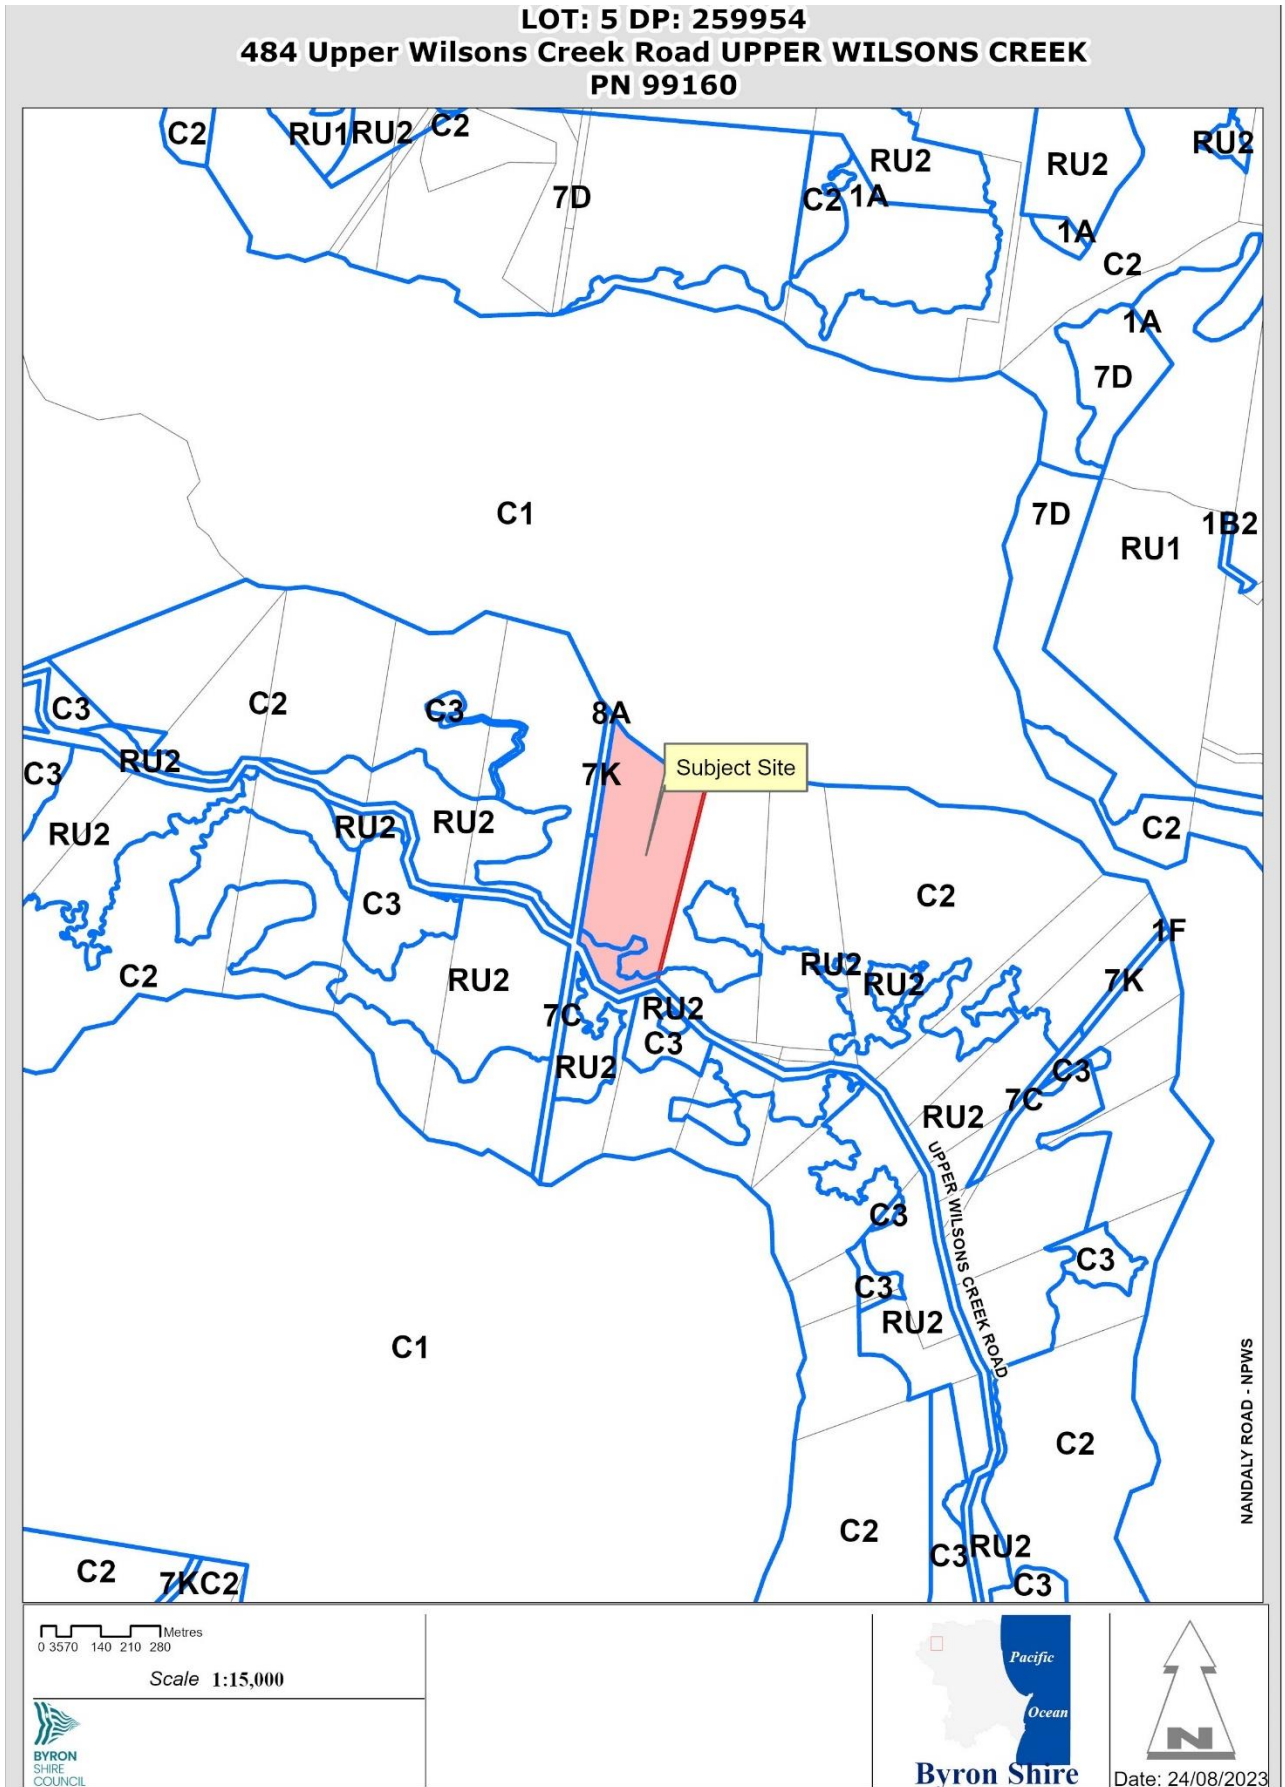 LOT: 5 DP: 259954
484 Upper Wilsons Creek Road UPPER WILSONS CREEK
PN 99160
C2
RU1
RU2
C2
7D
RU2
C2
1A
RU2
RU2
1A
C2
1A
7D
C1
7D
RU1
1B2
C3
C2
C3
8A
7K
Subject Site
C3
RU2
RU2
RU2
RU2
C2
C3
C2
RU2
C2
RU2
RU2
1F
7K
7C
RU2
C3
RU2
C3
7C
RU2
UPPER WILSONS CREEK ROAD
C3
C3
C3
RU2
C1
C2
NANDALY ROAD - NPWS
C2
C3
RU2
C3
C2
7K
C2
Metres
0 35 70 140 210 280
Scale 1:15,000
BYRON
SHIRE
COUNCIL
Pacific
Ocean
Byron Shire
N
Date: 24/08/2023